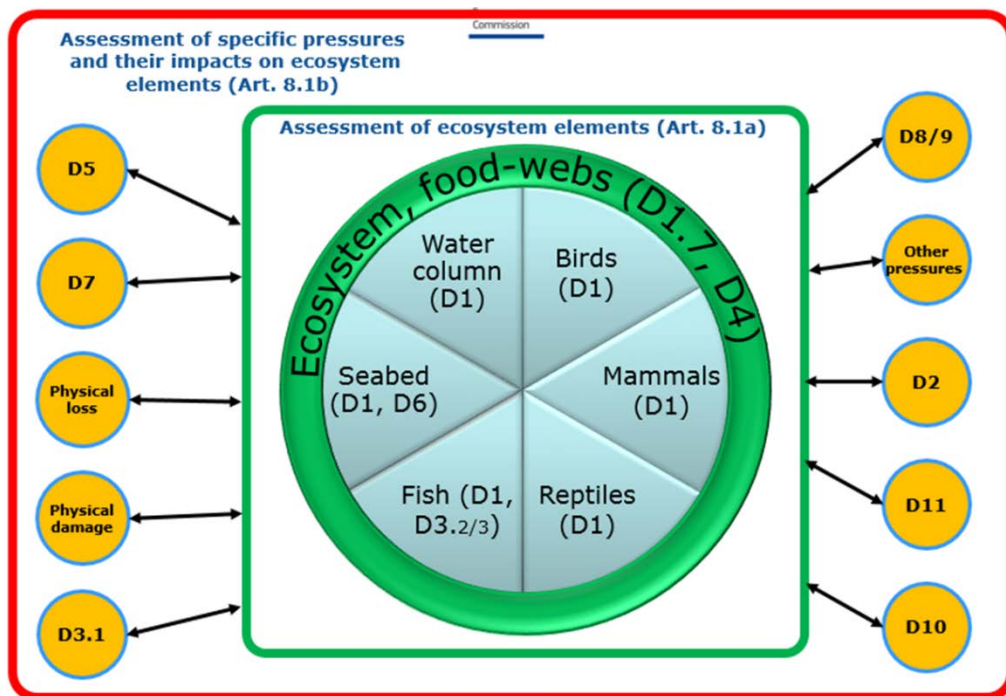 Commission
Assessment of specific pressures
and their impacts on ecosystem
elements (Art. 8.1b)
Assessment of ecosystem elements (Art. 8.1a)
Ecosystem, food-webs (D1.7, D4)
Water
column
(D1)
Birds
(D1)
Seabed
(D1, D6)
Mammals
(D1)
Fish (D1,
D3.2/3)
Reptiles
(D1)
D5
D7
Physical
loss
Physical
damage
D3.1
D8/9
Other
pressures
D2
D11
D10